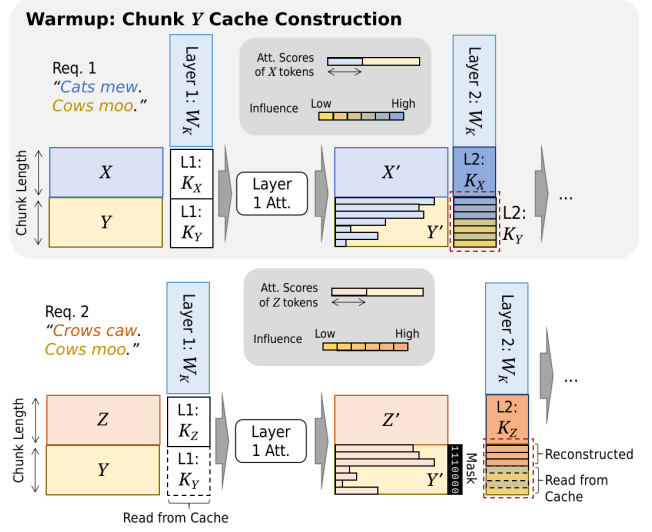 Warmup: Chunk Y Cache Construction
Req. 1
"Cats mew.
Cows moo."
Layer 1: W_K
Att. Scores
of X tokens
Influence
Low
High
Layer 2: W_K
Chunk Length
X
Y
L1:
K_X
L1:
K_Y
Layer
1 Att.
X′
Y′
L2:
K_X
L2:
K_Y
...
Req. 2
"Crows caw.
Cows moo."
Layer 1: W_K
Att. Scores
of Z tokens
Influence
Low
High
Layer 2: W_K
...
Chunk Length
Z
Y
L1:
K_Z
L1:
K_Y
Read from Cache
Layer
1 Att.
Z′
Y′
1110000
Mask
L2:
K_Z
Reconstructed
Read from
Cache